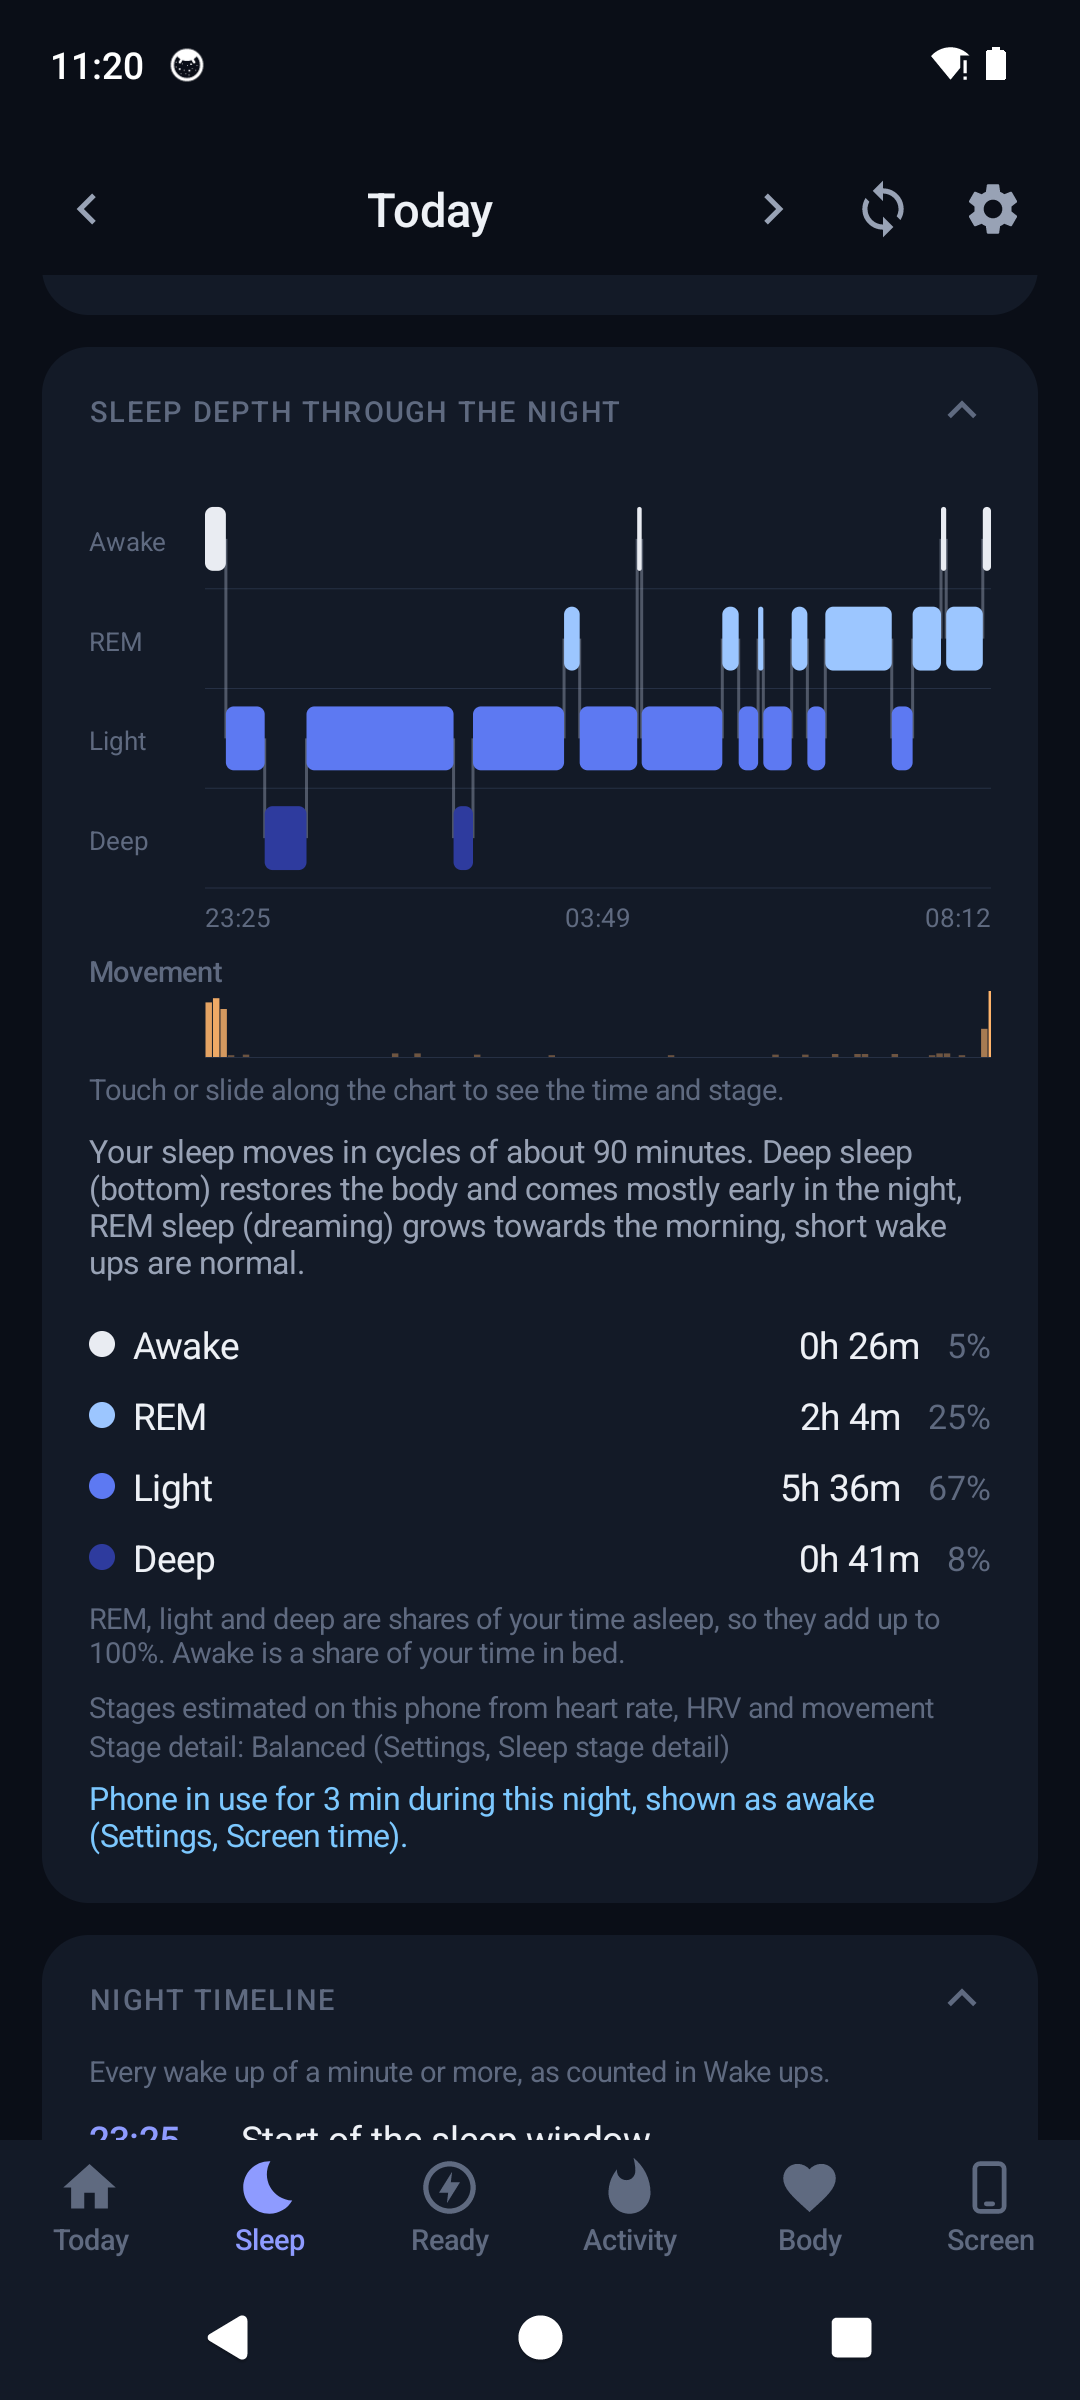 11:20
Today
SLEEP DEPTH THROUGH THE NIGHT
Awake
REM
Light
Deep
23:25 03:49 08:12
Movement
Touch or slide along the chart to see the time and stage.
Your sleep moves in cycles of about 90 minutes. Deep sleep
(bottom) restores the body and comes mostly early in the night,
REM sleep (dreaming) grows towards the morning, short wake
ups are normal.
Awake 0h 26m 5%
REM 2h 4m 25%
Light 5h 36m 67%
Deep 0h 41m 8%
REM, light and deep are shares of your time asleep, so they add up to
100%. Awake is a share of your time in bed.
Stages estimated on this phone from heart rate, HRV and movement
Stage detail: Balanced (Settings, Sleep stage detail)
Phone in use for 3 min during this night, shown as awake
(Settings, Screen time).
NIGHT TIMELINE
Every wake up of a minute or more, as counted in Wake ups.
23:25 Start of the sleep window
Today Sleep Ready Activity Body Screen